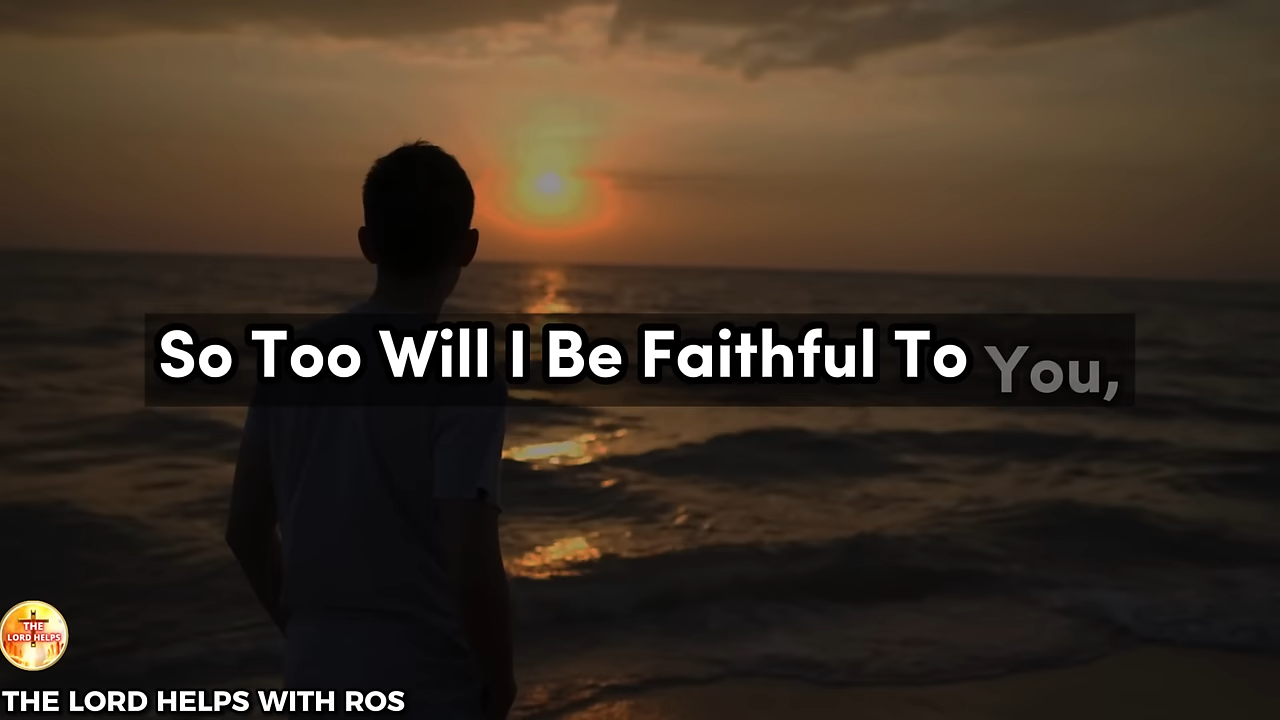 So Too Will I Be Faithful To You,
THE
LORD HELPS
THE LORD HELPS WITH ROS